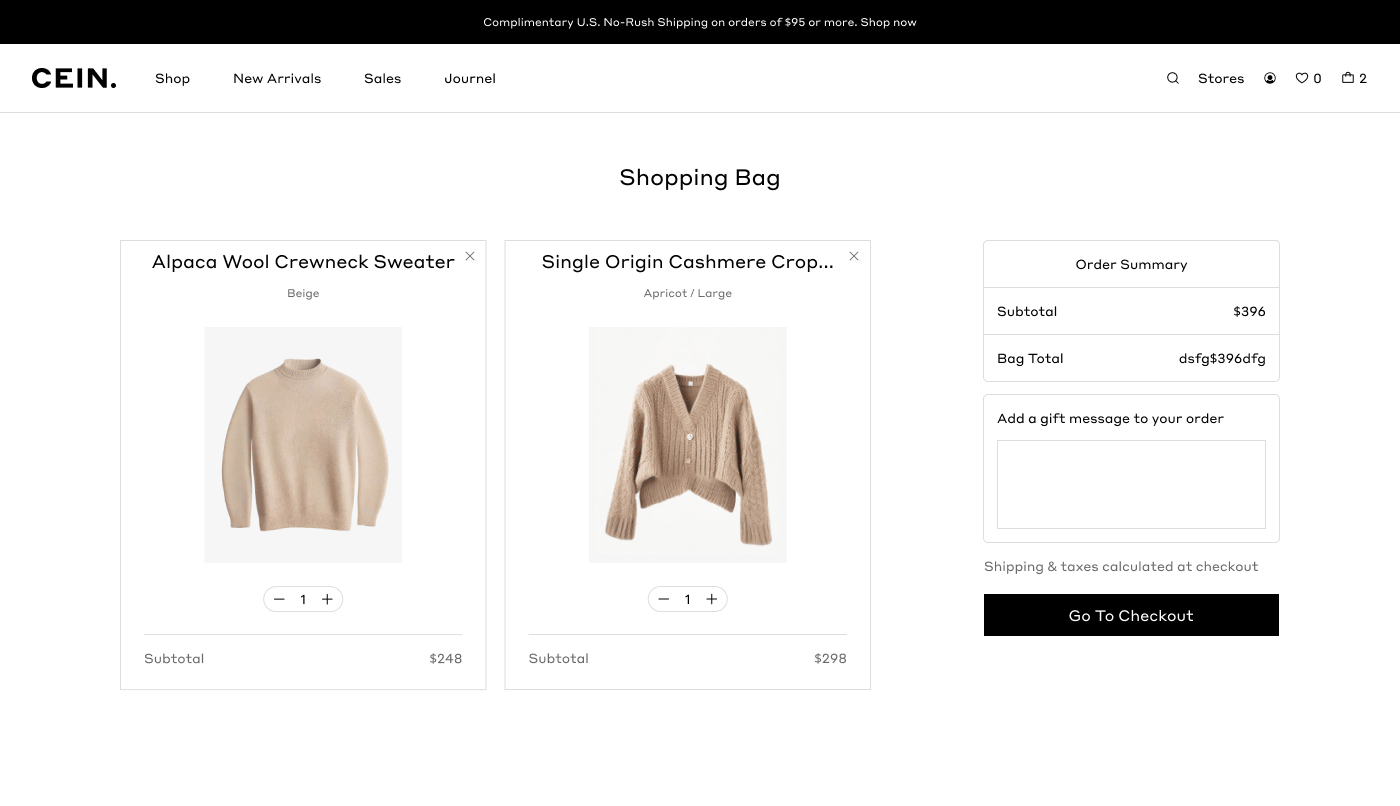 Complimentary U.S. No-Rush Shipping on orders of $95 or more. Shop now
CEIN. Shop New Arrivals Sales Journal Stores 0 2
Shopping Bag
Alpaca Wool Crewneck Sweater
Beige
1
Subtotal $248
Single Origin Cashmere Crop...
Apricot / Large
1
Subtotal $298
Order Summary
Subtotal $396
Bag Total dsfg$396dfg
Add a gift message to your order
Shipping & taxes calculated at checkout
Go To Checkout